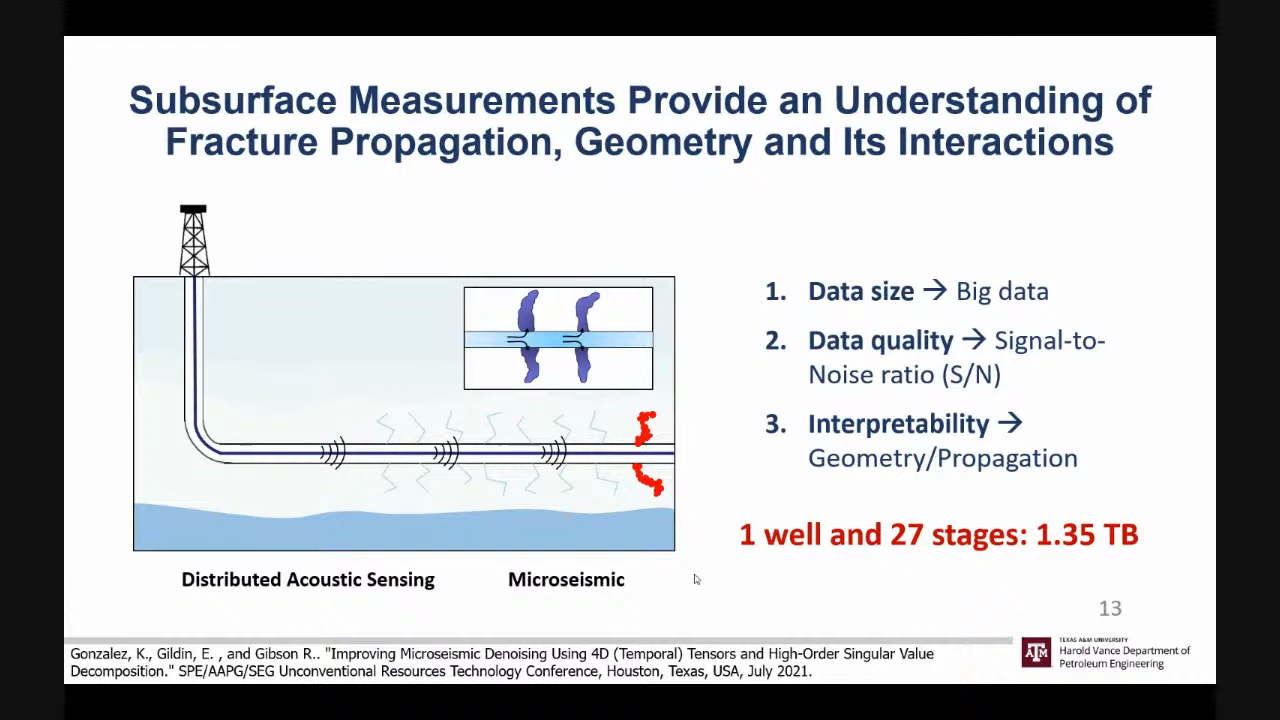 Subsurface Measurements Provide an Understanding of
Fracture Propagation, Geometry and Its Interactions
1. Data size → Big data
2. Data quality → Signal-to-
Noise ratio (S/N)
3. Interpretability →
Geometry/Propagation
1 well and 27 stages: 1.35 TB
Distributed Acoustic Sensing
Microseismic
13
Gonzalez, K., Gildin, E. , and Gibson R.. "Improving Microseismic Denoising Using 4D (Temporal) Tensors and High-Order Singular Value
Decomposition." SPE/AAPG/SEG Unconventional Resources Technology Conference, Houston, Texas, USA, July 2021.
ATM
TEXAS A&M UNIVERSITY
Harold Vance Department of
Petroleum Engineering